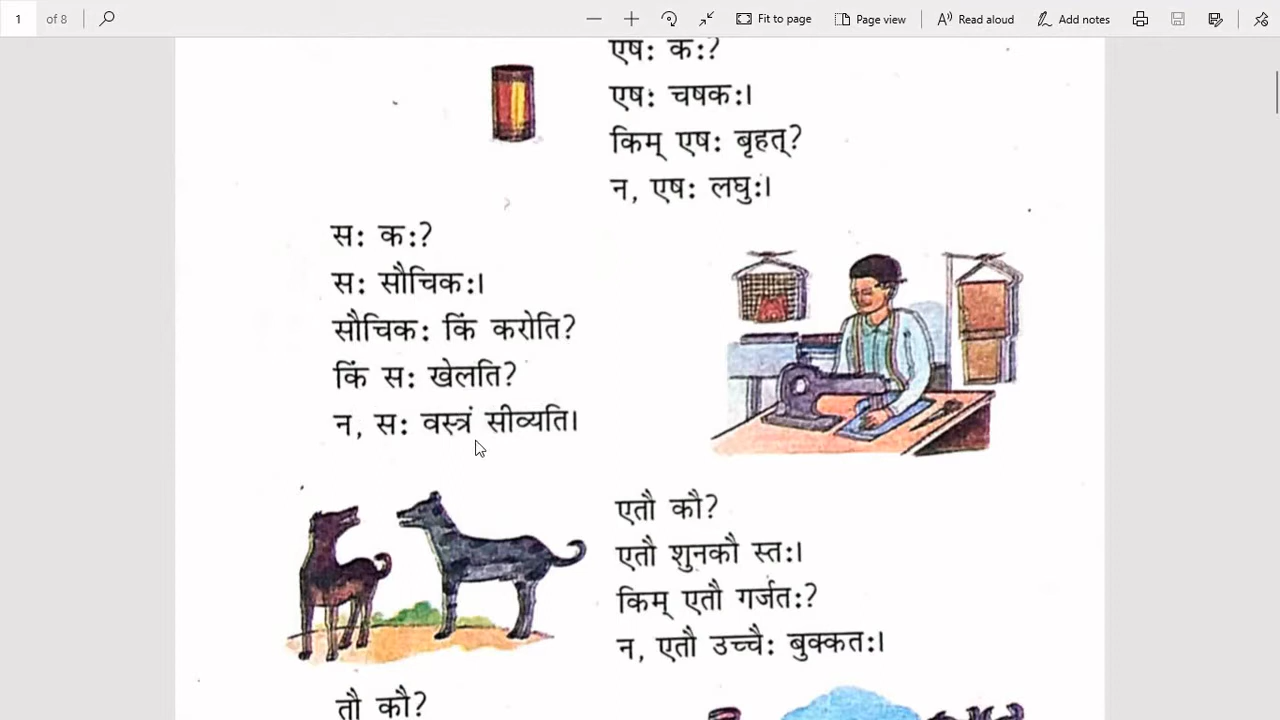 1 of 8
Fit to page
Page view
Read aloud
Add notes
एषः कः?
एषः चषकः।
किम् एषः बृहत्?
न, एषः लघुः।
सः कः?
सः सौचिकः।
सौचिकः किं करोति?
किं सः खेलति?
न, सः वस्त्रं सीव्यति।
एतौ कौ?
एतौ शुनकौ स्तः।
किम् एतौ गर्जतः?
न, एतौ उच्चैः बुक्कतः।
तौ कौ?